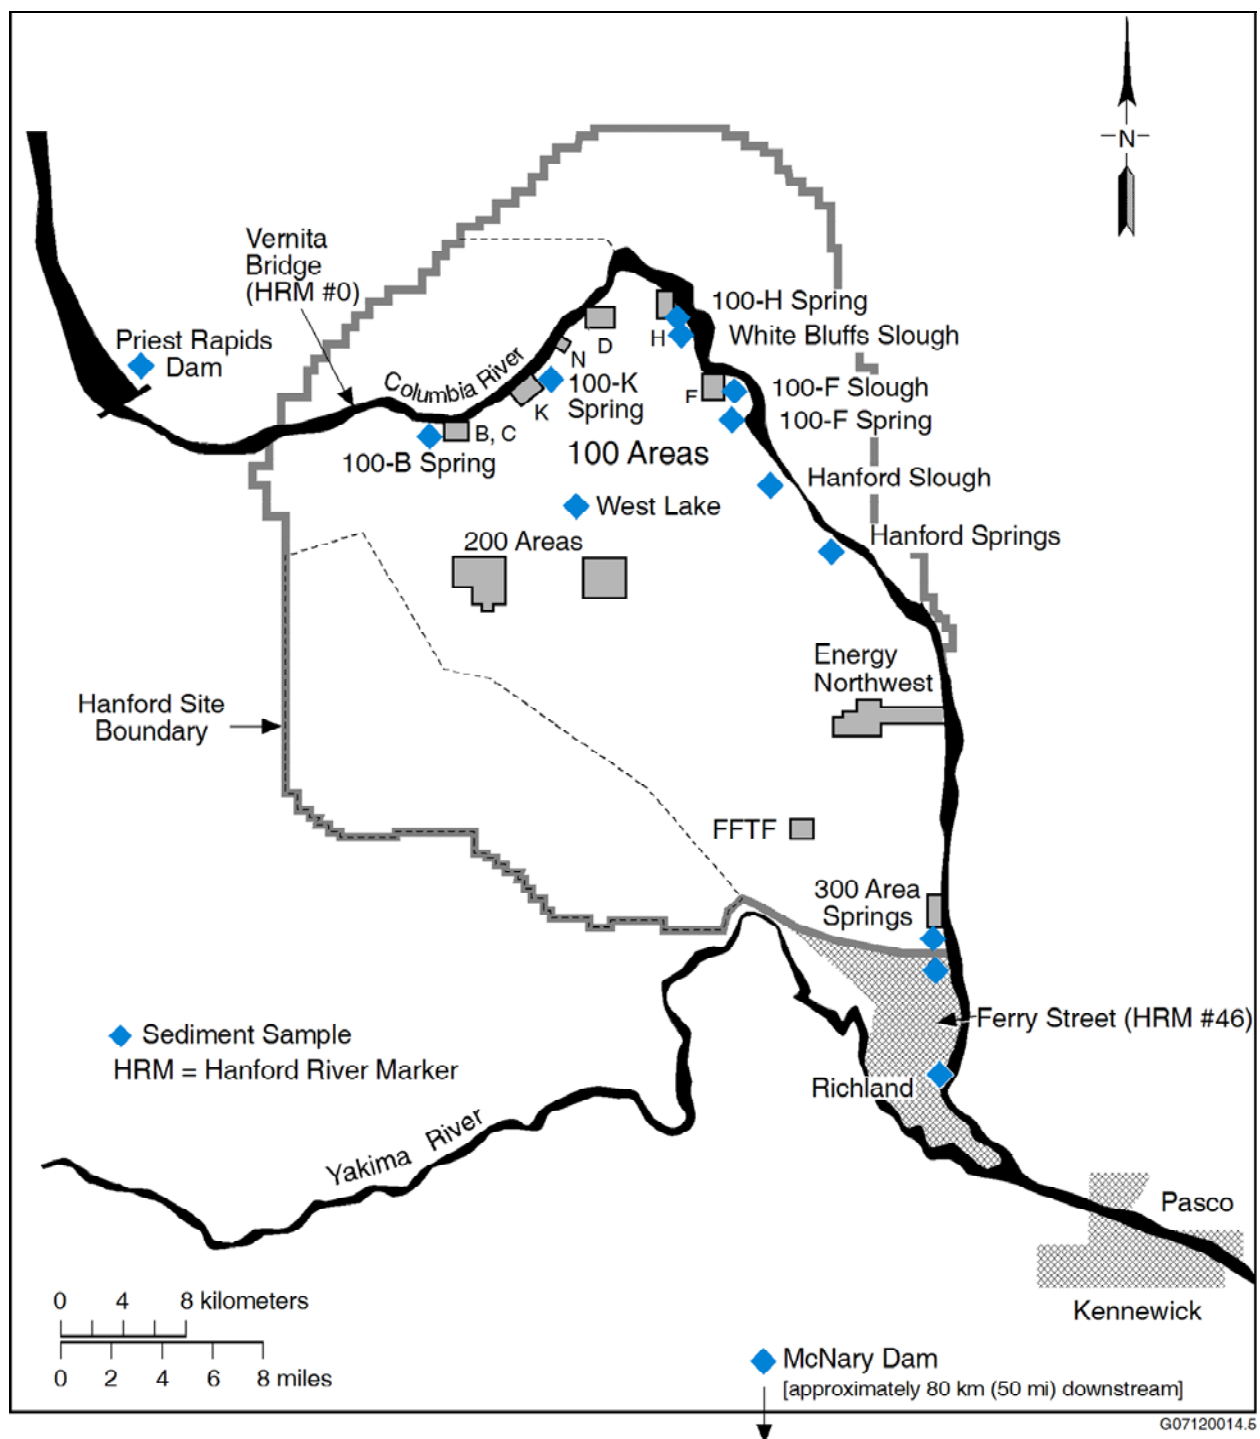 N
Vernita
Bridge
(HRM #0)
100-H Spring
White Bluffs Slough
Priest Rapids
Dam
H
D
N
Columbia River
100-K
Spring
K
100-F Slough
F
100-F Spring
B, C
100-B Spring
100 Areas
Hanford Slough
West Lake
Hanford Springs
200 Areas
Energy
Northwest
Hanford Site
Boundary
FFTF
300 Area
Springs
Ferry Street (HRM #46)
Sediment Sample
HRM = Hanford River Marker
Richland
Yakima River
Pasco
Kennewick
0 4 8 kilometers
0 2 4 6 8 miles
McNary Dam
[approximately 80 km (50 mi) downstream]
G07120014.5